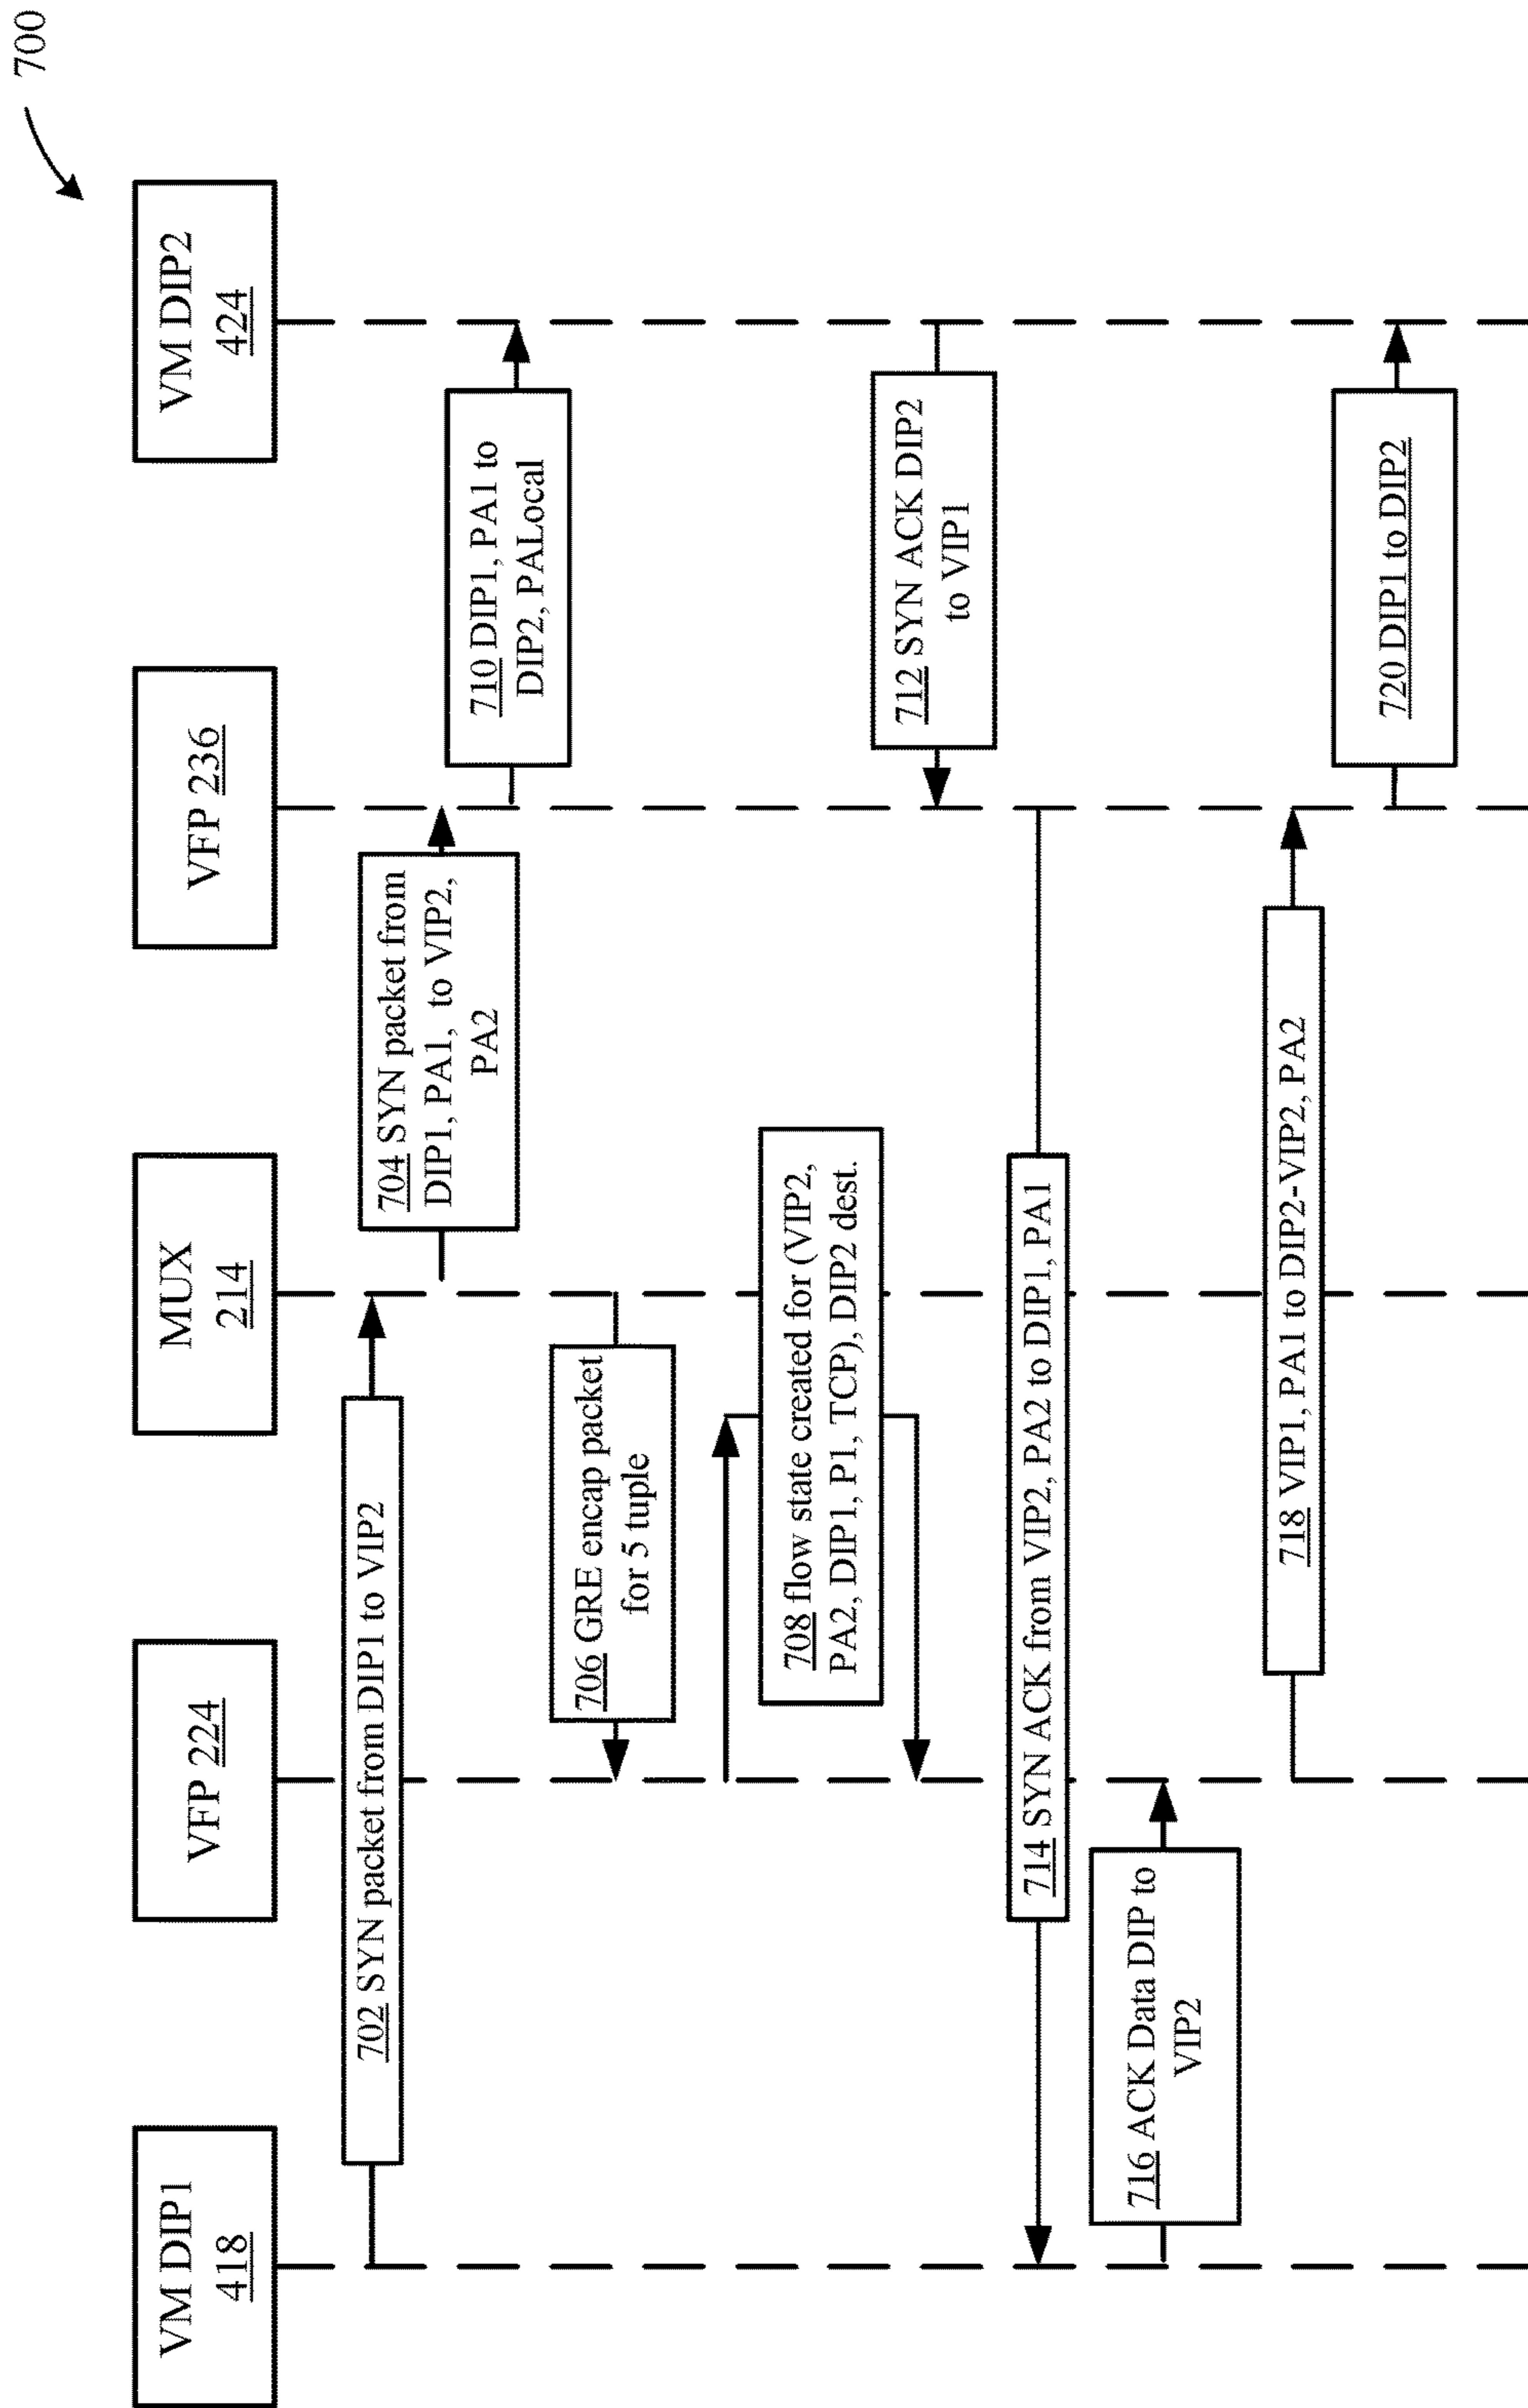 700
VM DIP1
418
VFP 224
MUX
214
VFP 236
VM DIP2
424
702 SYN packet from DIP1 to VIP2
704 SYN packet from
DIP1, PA1, to VIP2,
PA2
710 DIP1, PA1 to
DIP2, PALocal
706 GRE encap packet
for 5 tuple
708 flow state created for (VIP2,
PA2, DIP1, P1, TCP), DIP2 dest.
712 SYN ACK DIP2
to VIP1
714 SYN ACK from VIP2, PA2 to DIP1, PA1
716 ACK Data DIP to
VIP2
718 VIP1, PA1 to DIP2-VIP2, PA2
720 DIP1 to DIP2